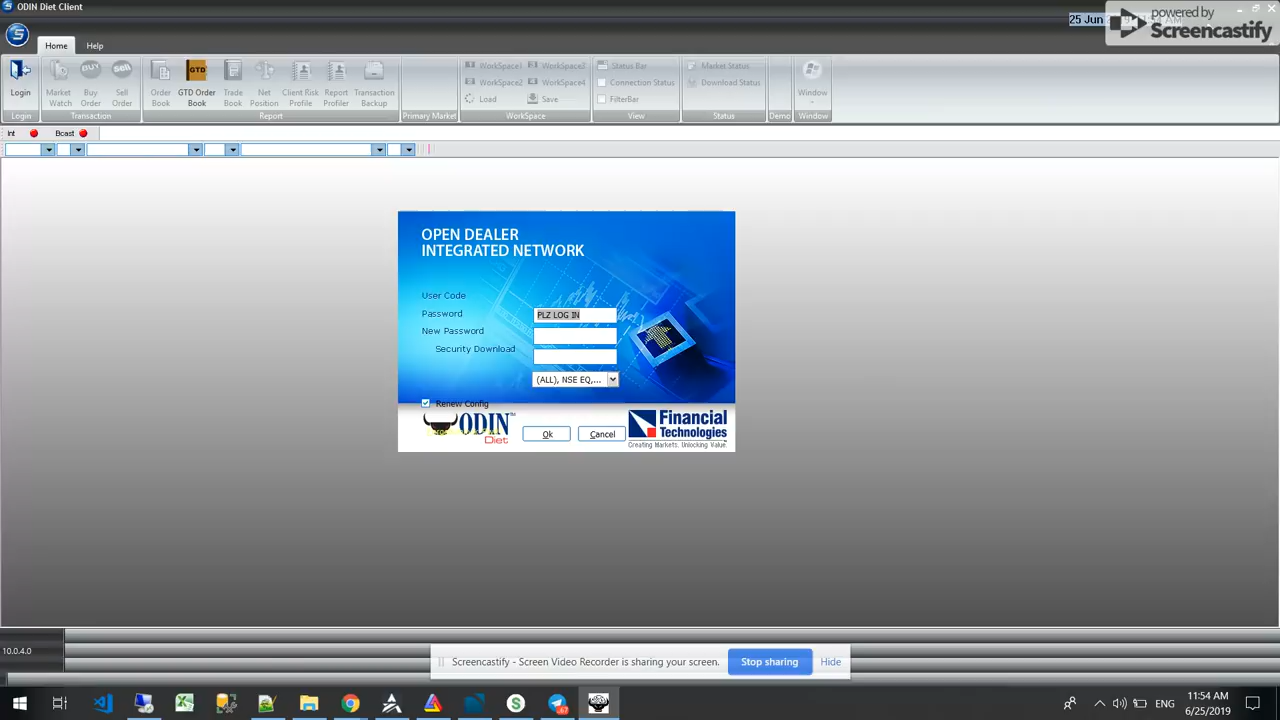 ODIN Diet Client
25 Jun
powered by
Screencastify
Home
Help
Login
Market
Watch
Buy
Order
Sell
Order
Order
Book
GTD Order
Book
Trade
Book
Net
Position
Client Risk
Profile
Report
Profiler
Transaction
Backup
WorkSpace1
WorkSpace3
WorkSpace2
WorkSpace4
Load
Save
Status Bar
Connection Status
FilterBar
Market Status
Download Status
Window
Login
Transaction
Report
Primary Market
WorkSpace
View
Status
Demo
Window
Int
Bcast
OPEN DEALER
INTEGRATED NETWORK
User Code
Password
PLZ LOG IN
New Password
Security Download
(ALL), NSE EQ,...
Renew Config
ODIN™
Diet
Ok
Cancel
Financial
Technologies
Creating Markets. Unlocking Value.
10.0.4.0
Screencastify - Screen Video Recorder is sharing your screen.
Stop sharing
Hide
ENG
11:54 AM
6/25/2019